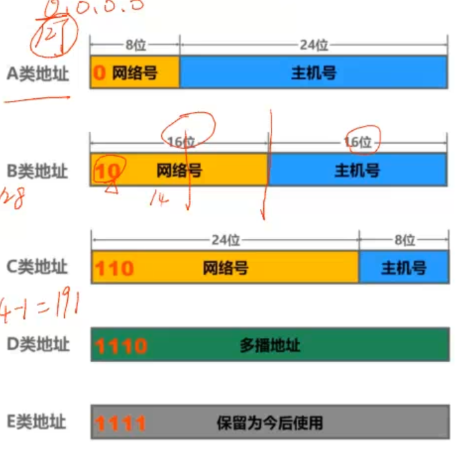 0.0.0.0
127
8位 24位
A类地址 0 网络号 主机号
16位 16位
B类地址 10 网络号 主机号
28 14
24位 8位
C类地址 110 网络号 主机号
4-1=191
D类地址 1110 多播地址
E类地址 1111 保留为今后使用